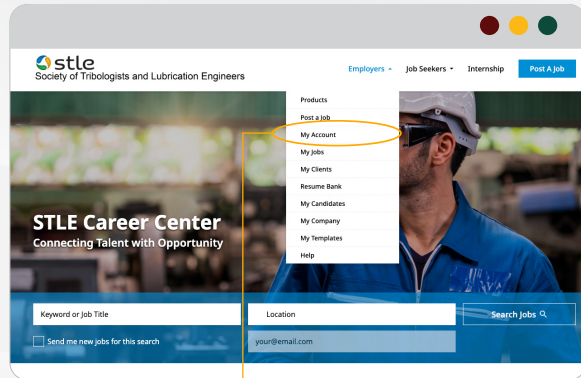 stle
Society of Tribologists and Lubrication Engineers
Employers
Job Seekers
Internship
Post A Job
Products
Post a Job
My Account
My Jobs
My Clients
Resume Bank
My Candidates
My Company
My Templates
Help
STLE Career Center
Connecting Talent with Opportunity
Keyword or Job Title
Location
Search Jobs
Send me new jobs for this search
your@email.com